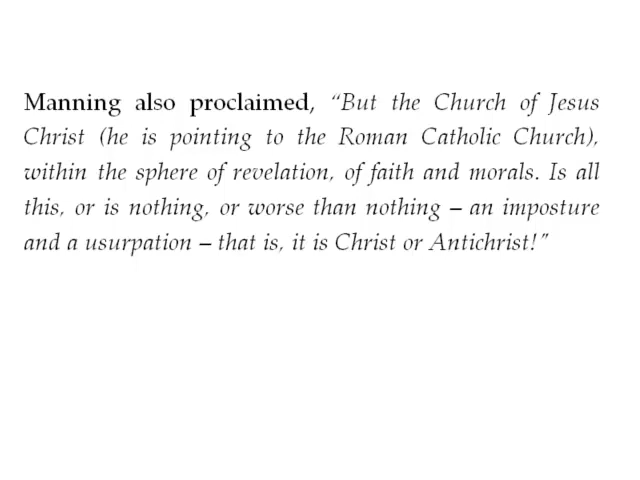 Manning also proclaimed, “But the Church of Jesus
Christ (he is pointing to the Roman Catholic Church),
within the sphere of revelation, of faith and morals. Is all
this, or is nothing, or worse than nothing – an imposture
and a usurpation – that is, it is Christ or Antichrist!”